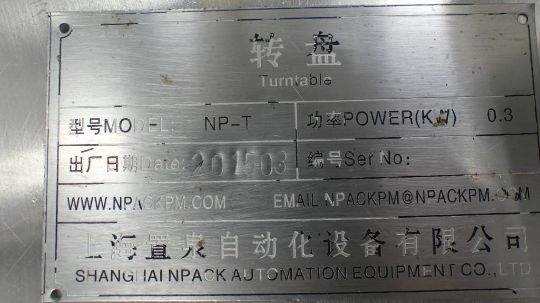 转盘
Turntable
型号MODEL: NP-T 功率POWER(KW) 0.3
出厂日期Date: 201503 编号Ser No:
WWW.NPACKPM.COM EMAIL:NPACKPM@NPACKPM.COM
上海置泉自动化设备有限公司
SHANGHAI NPACK AUTOMATION EQUIPMENT CO.,LTD